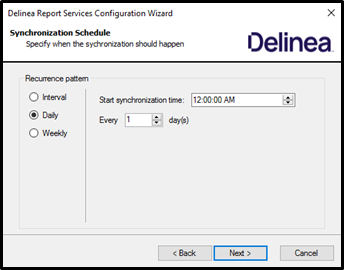 Delinea Report Services Configuration Wizard
Synchronization Schedule
Specify when the sychronization should happen
Delinea
Recurrence pattern
Interval
Daily
Weekly
Start synchronization time: 12:00:00 AM
Every 1 day(s)
< Back Next > Cancel